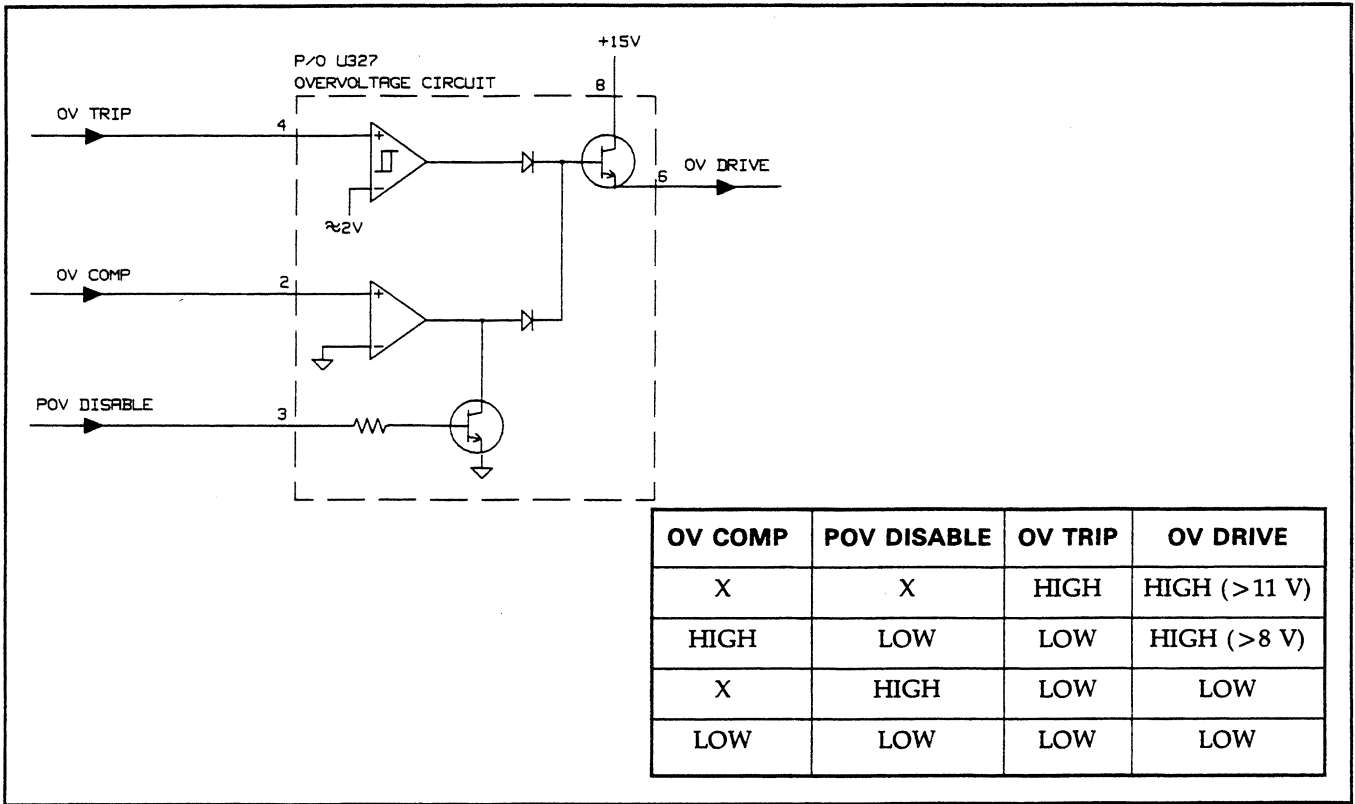 +15V
P/O U327
OVERVOLTAGE CIRCUIT
8
OV TRIP
4
+
-
≈2V
OV DRIVE
6
OV COMP
2
+
-
POV DISABLE
3
OV COMP POV DISABLE OV TRIP OV DRIVE
X X HIGH HIGH (>11 V)
HIGH LOW LOW HIGH (>8 V)
X HIGH LOW LOW
LOW LOW LOW LOW